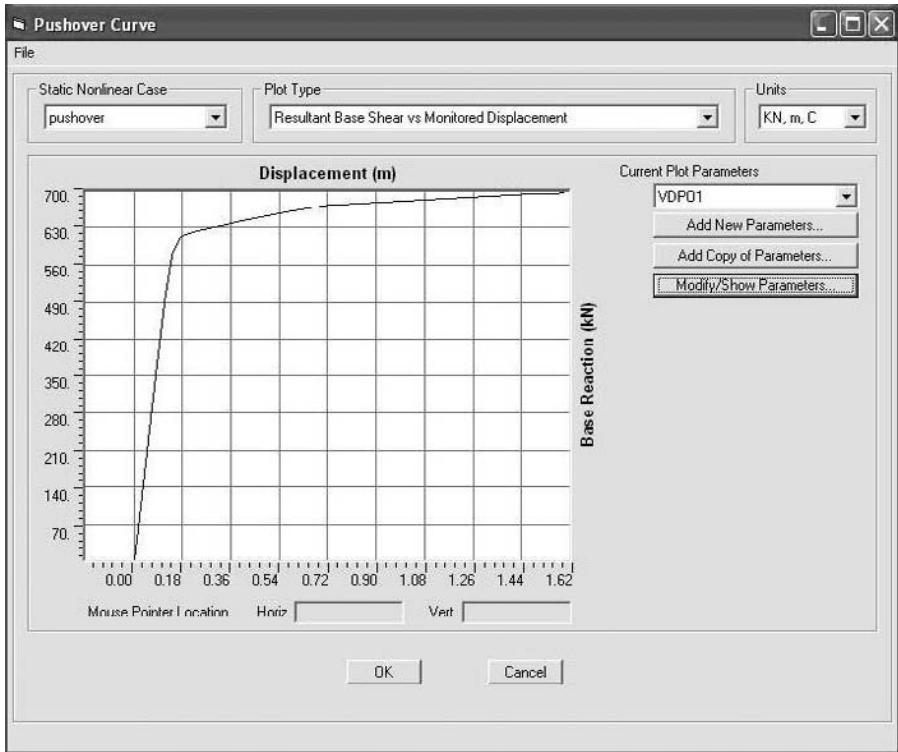 Pushover Curve
File
Static Nonlinear Case
pushover
Plot Type
Resultant Base Shear vs Monitored Displacement
Units
KN, m, C
Displacement (m)
700.
630.
560.
490.
420.
350.
280.
210.
140.
70.
0.00 0.18 0.36 0.54 0.72 0.90 1.08 1.26 1.44 1.62
Base Reaction (kN)
Mouse Pointer Location Horiz Vert
Current Plot Parameters
VDPO1
Add New Parameters...
Add Copy of Parameters...
Modify/Show Parameters...
OK Cancel